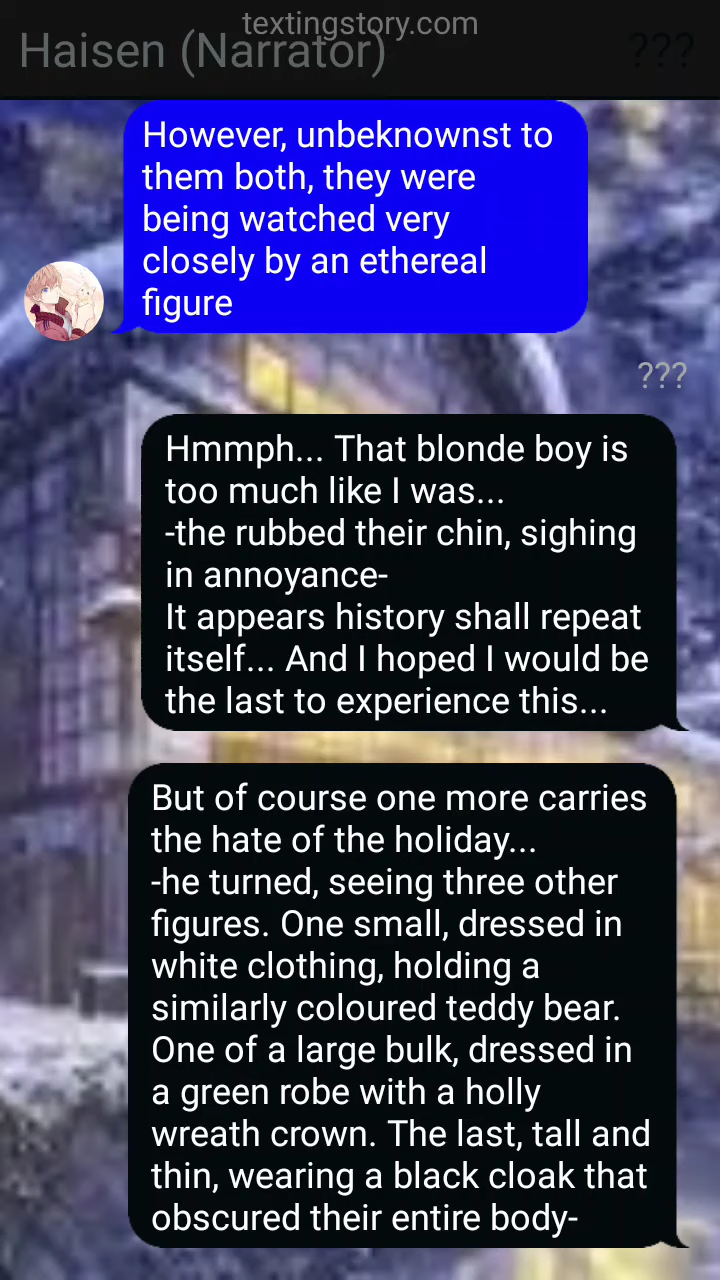 textingstory.com
Haisen (Narrator)
???
However, unbeknownst to
them both, they were
being watched very
closely by an ethereal
figure
???
Hmmph... That blonde boy is
too much like I was...
-the rubbed their chin, sighing
in annoyance-
It appears history shall repeat
itself... And I hoped I would be
the last to experience this...
But of course one more carries
the hate of the holiday...
-he turned, seeing three other
figures. One small, dressed in
white clothing, holding a
similarly coloured teddy bear.
One of a large bulk, dressed in
a green robe with a holly
wreath crown. The last, tall and
thin, wearing a black cloak that
obscured their entire body-